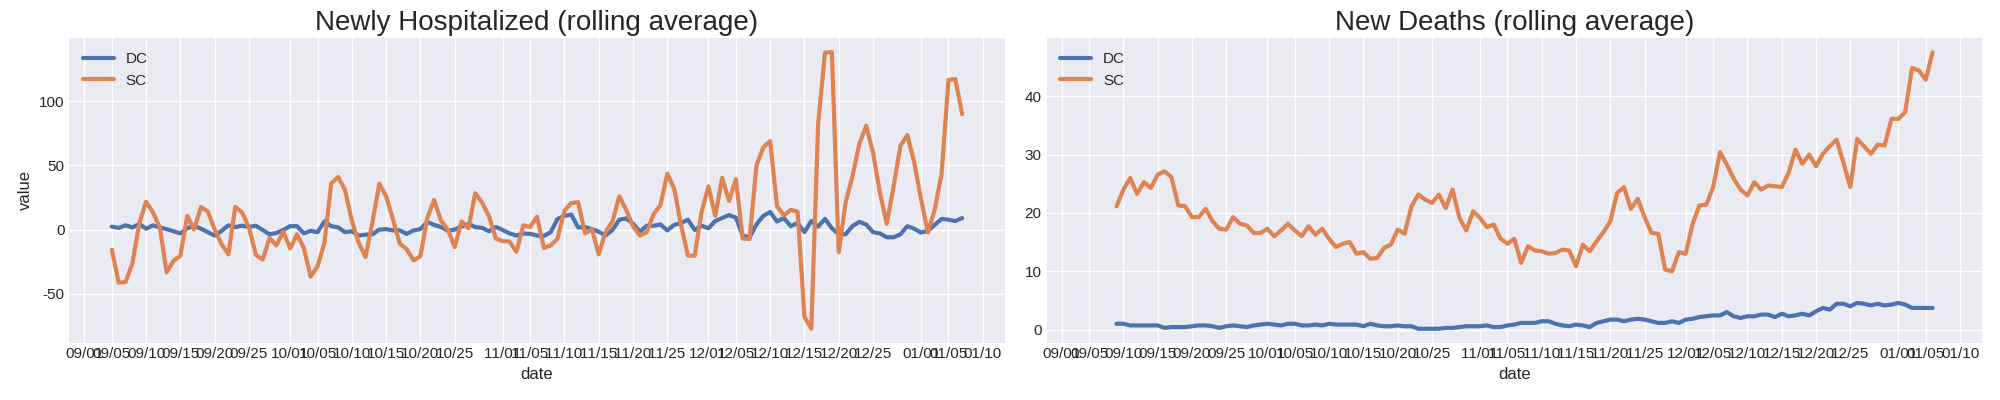 Newly Hospitalized (rolling average)
DC
SC
100
50
0
-50
value
09/01 09/05 09/10 09/15 09/20 09/25 10/01 10/05 10/10 10/15 10/20 10/25 11/01 11/05 11/10 11/15 11/20 11/25 12/01 12/05 12/10 12/15 12/20 12/25 01/01 01/05 01/10
date
New Deaths (rolling average)
DC
SC
40
30
20
10
0
09/01 09/05 09/10 09/15 09/20 09/25 10/01 10/05 10/10 10/15 10/20 10/25 11/01 11/05 11/10 11/15 11/20 11/25 12/01 12/05 12/10 12/15 12/20 12/25 01/01 01/05 01/10
date